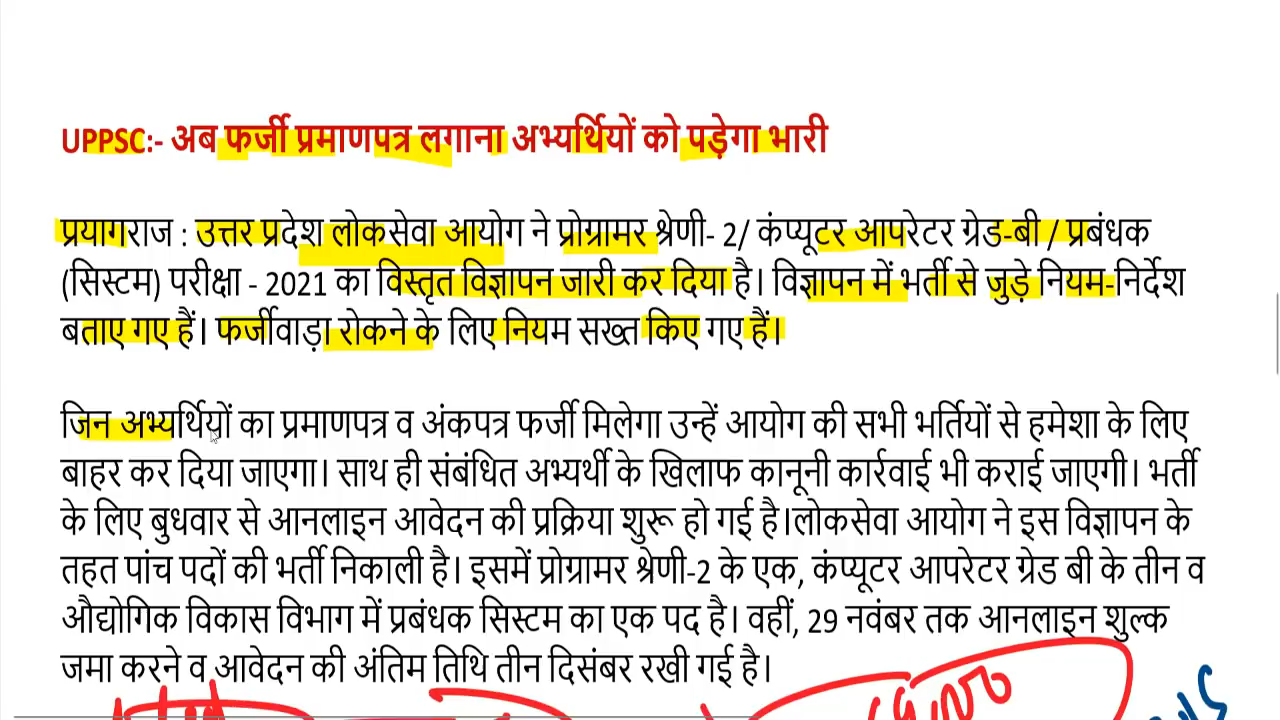 UPPSC:- अब फर्जी प्रमाणपत्र लगाना अभ्यर्थियों को पड़ेगा भारी
प्रयागराज : उत्तर प्रदेश लोकसेवा आयोग ने प्रोग्रामर श्रेणी- 2/ कंप्यूटर आपरेटर ग्रेड-बी / प्रबंधक
(सिस्टम) परीक्षा - 2021 का विस्तृत विज्ञापन जारी कर दिया है। विज्ञापन में भर्ती से जुड़े नियम-निर्देश
बताए गए हैं। फर्जीवाड़ा रोकने के लिए नियम सख्त किए गए हैं।
जिन अभ्यर्थियों का प्रमाणपत्र व अंकपत्र फर्जी मिलेगा उन्हें आयोग की सभी भर्तियों से हमेशा के लिए
बाहर कर दिया जाएगा। साथ ही संबंधित अभ्यर्थी के खिलाफ कानूनी कार्रवाई भी कराई जाएगी। भर्ती
के लिए बुधवार से आनलाइन आवेदन की प्रक्रिया शुरू हो गई है।लोकसेवा आयोग ने इस विज्ञापन के
तहत पांच पदों की भर्ती निकाली है। इसमें प्रोग्रामर श्रेणी-2 के एक, कंप्यूटर आपरेटर ग्रेड बी के तीन व
औद्योगिक विकास विभाग में प्रबंधक सिस्टम का एक पद है। वहीं, 29 नवंबर तक आनलाइन शुल्क
जमा करने व आवेदन की अंतिम तिथि तीन दिसंबर रखी गई है।